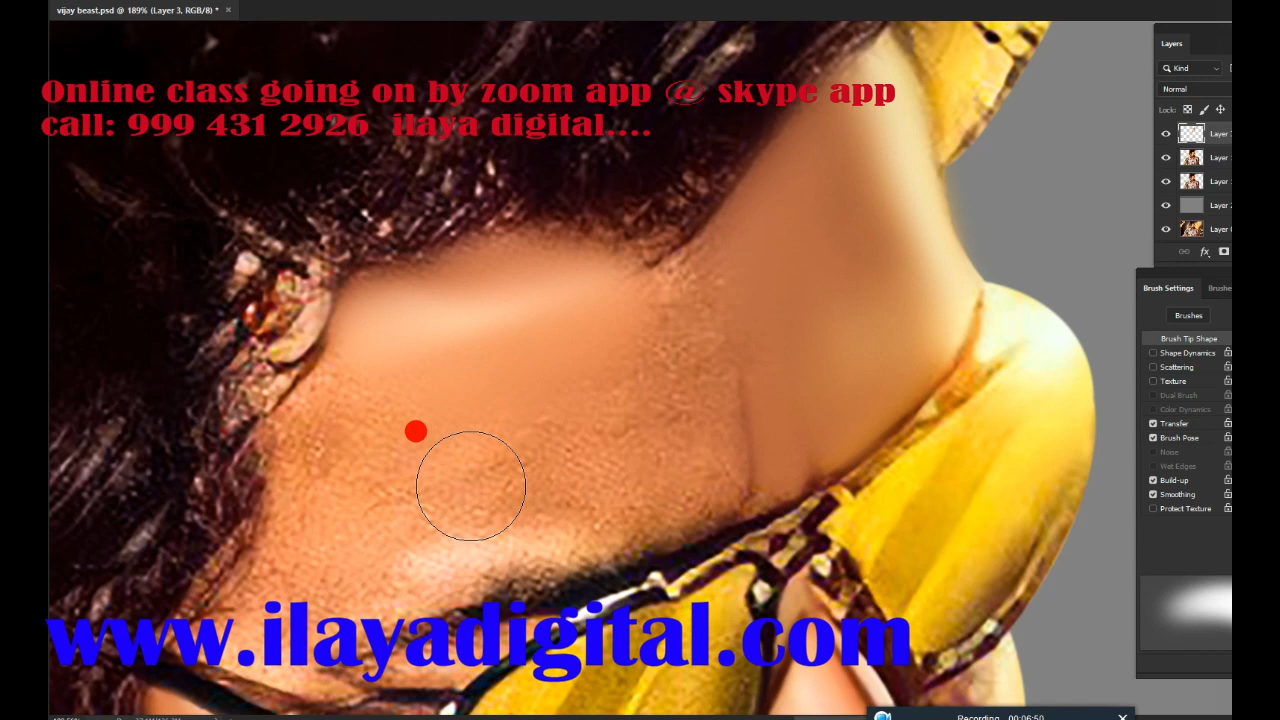 vijay beast.psd @ 189% (Layer 3, RGB/8) * ×
Layers
Online class going on by zoom app @ skype app
call: 999 431 2926 ilaya digital....
Kind
Normal
Lock:
Layer
Layer
Layer
Layer
Layer
fx
Brush Settings Brushe
Brushes
Brush Tip Shape
Shape Dynamics
Scattering
Texture
Dual Brush
Color Dynamics
Transfer
Brush Pose
Noise
Wet Edges
Build-up
Smoothing
Protect Texture
www.ilayadigital.com
Recording 00:06:50